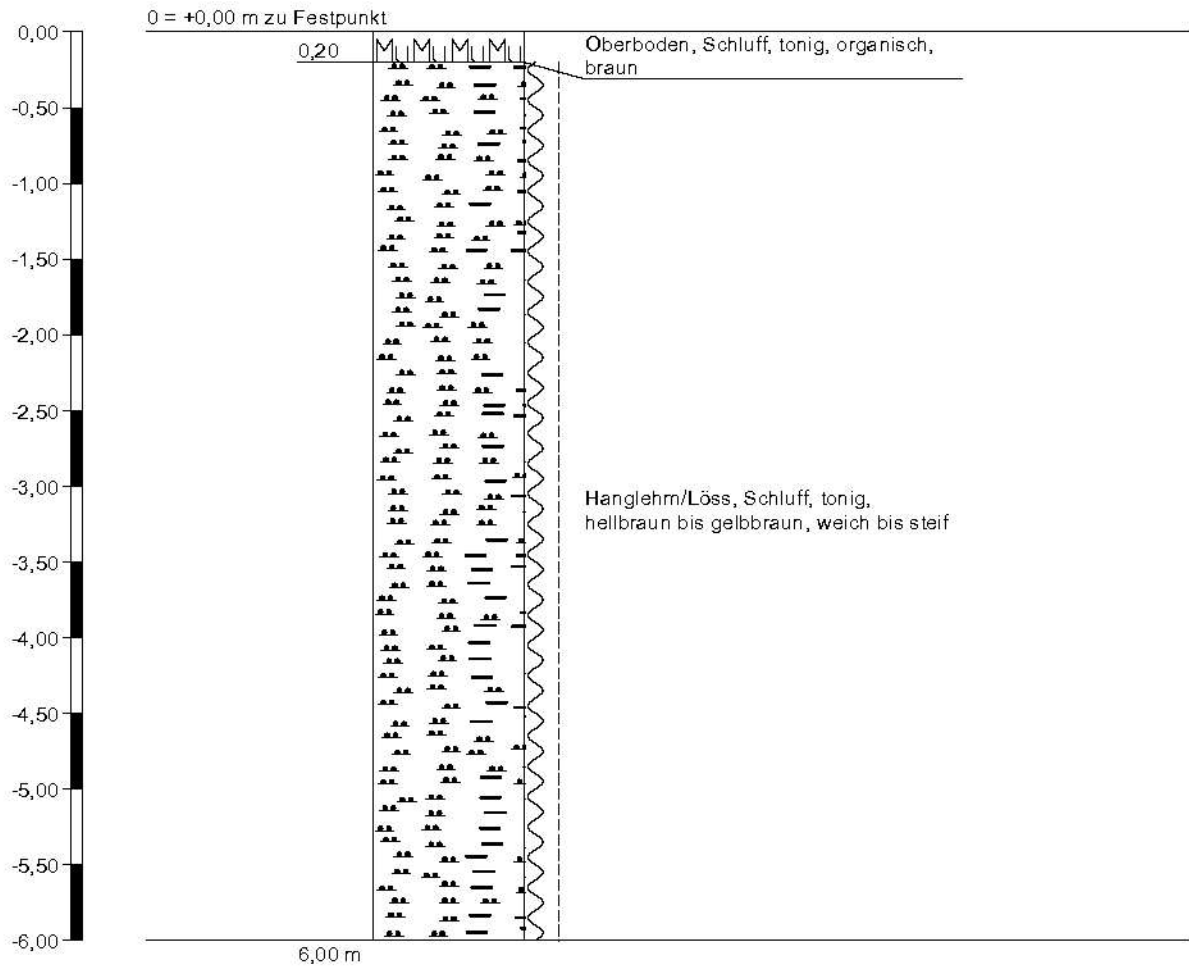 0 = +0,00 m zu Festpunkt
0,00
0,20
Mu Mu Mu Mu
Oberboden, Schluff, tonig, organisch,
braun
-0,50
-1,00
-1,50
-2,00
-2,50
-3,00
Hanglehm/Löss, Schluff, tonig,
hellbraun bis gelbbraun, weich bis steif
-3,50
-4,00
-4,50
-5,00
-5,50
-6,00
6,00 m